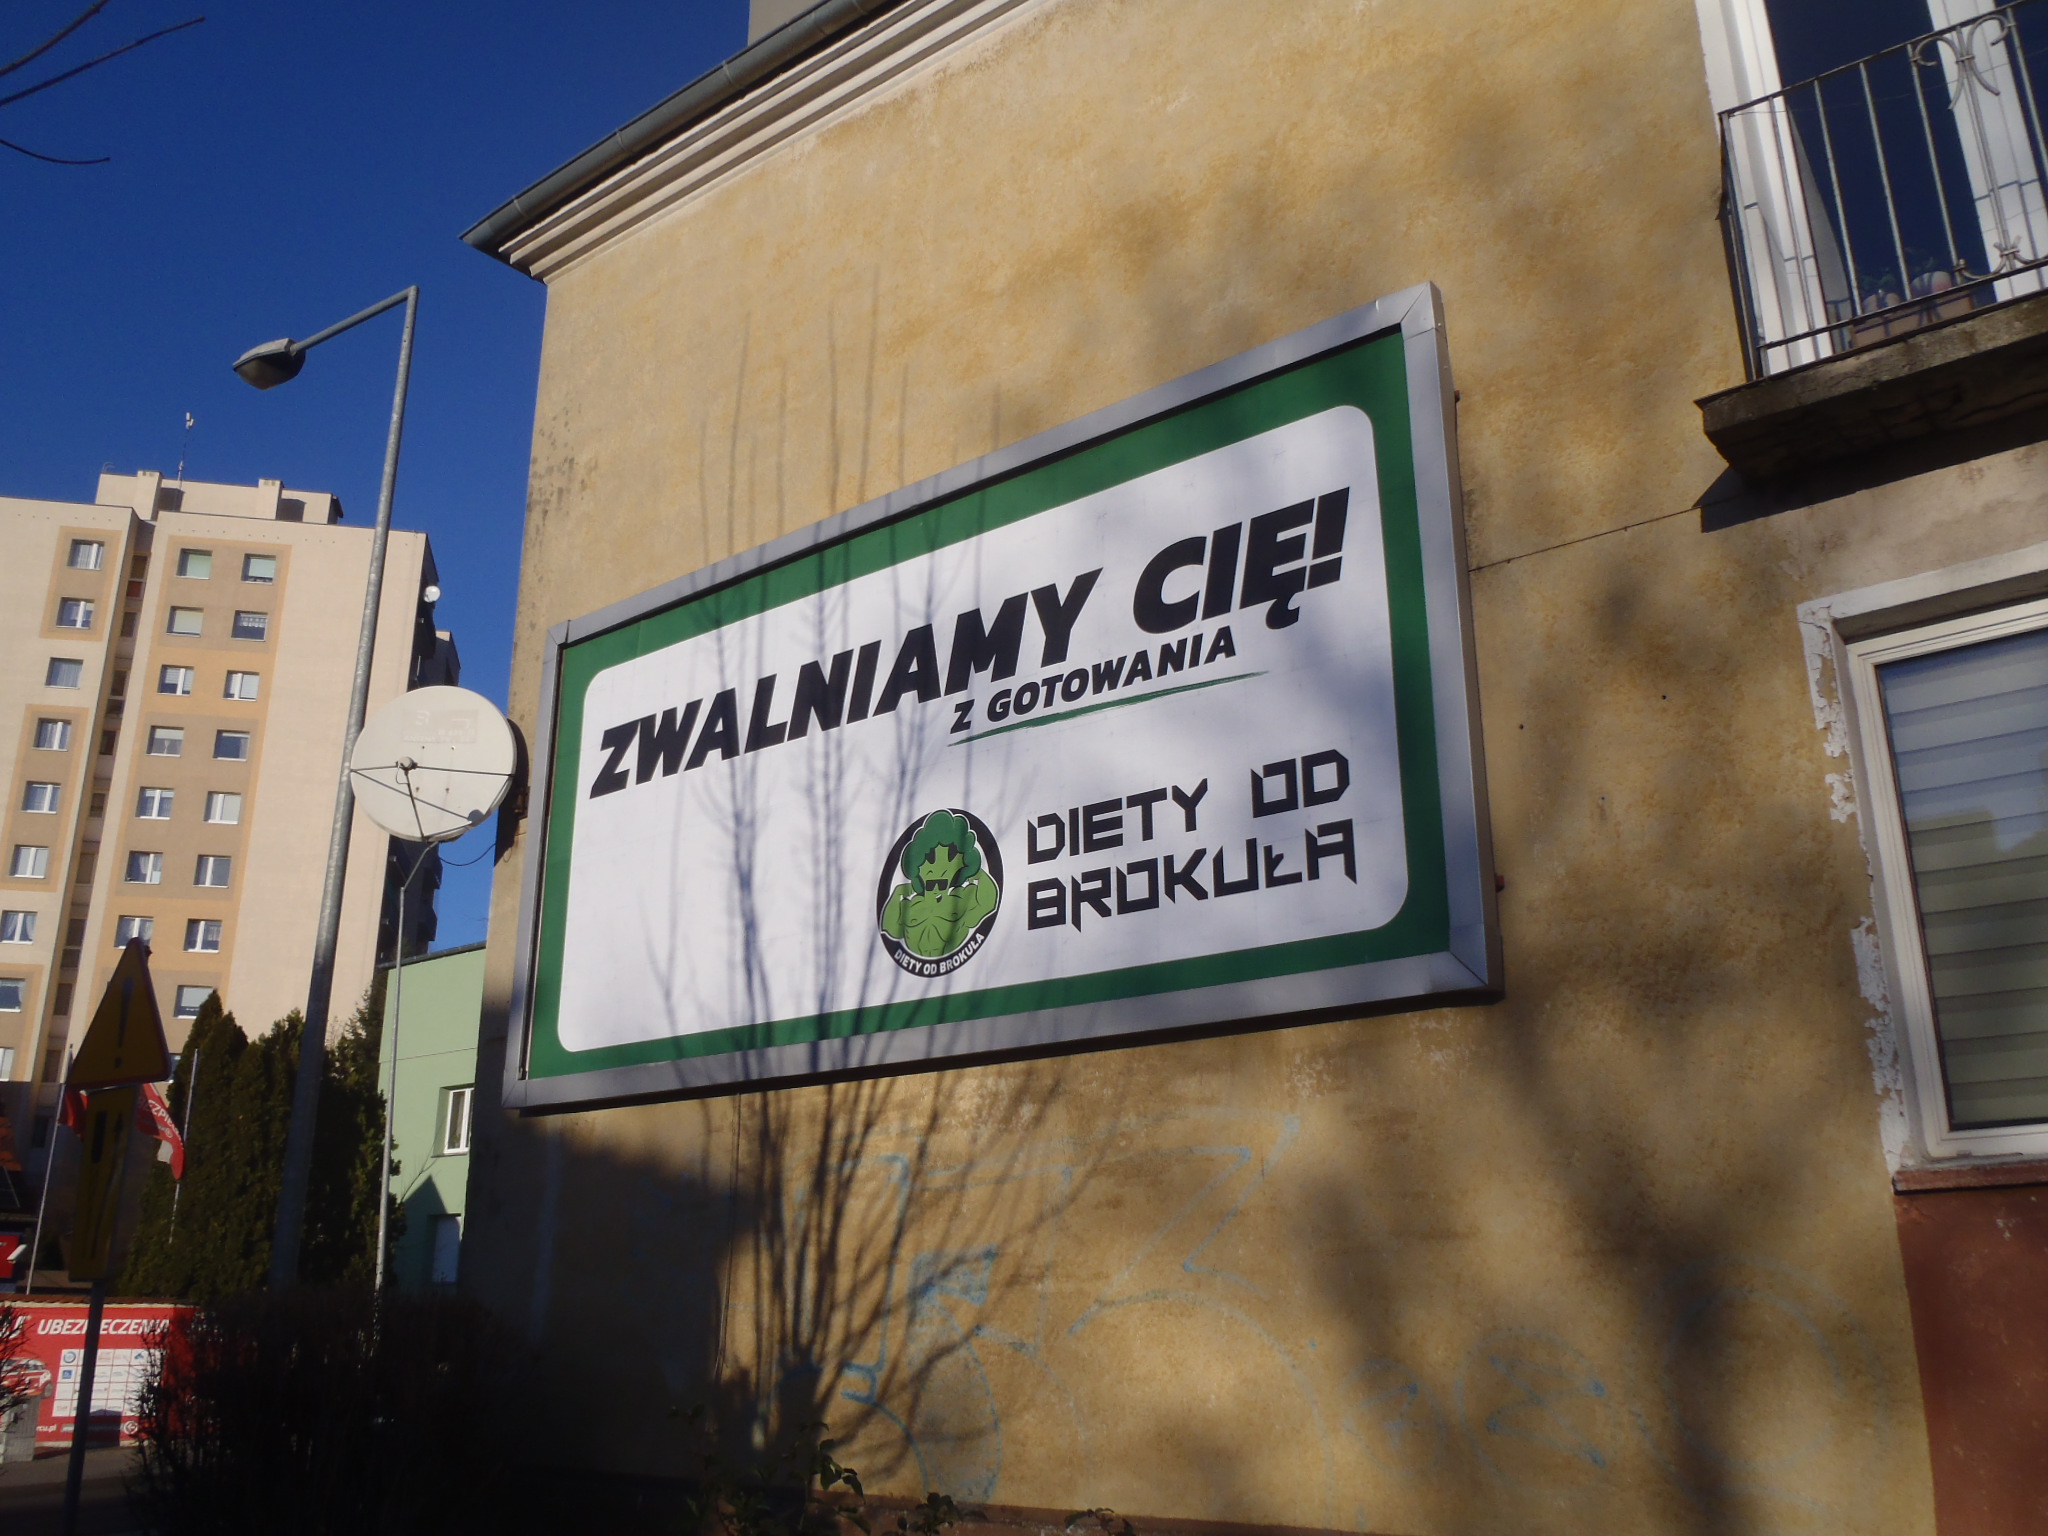 ZWALNIAMY CIĘ!
Z GOTOWANIA
DIETY OD
BROKUŁA
DIETY OD BROKUŁA
UBEZPIECZENIA